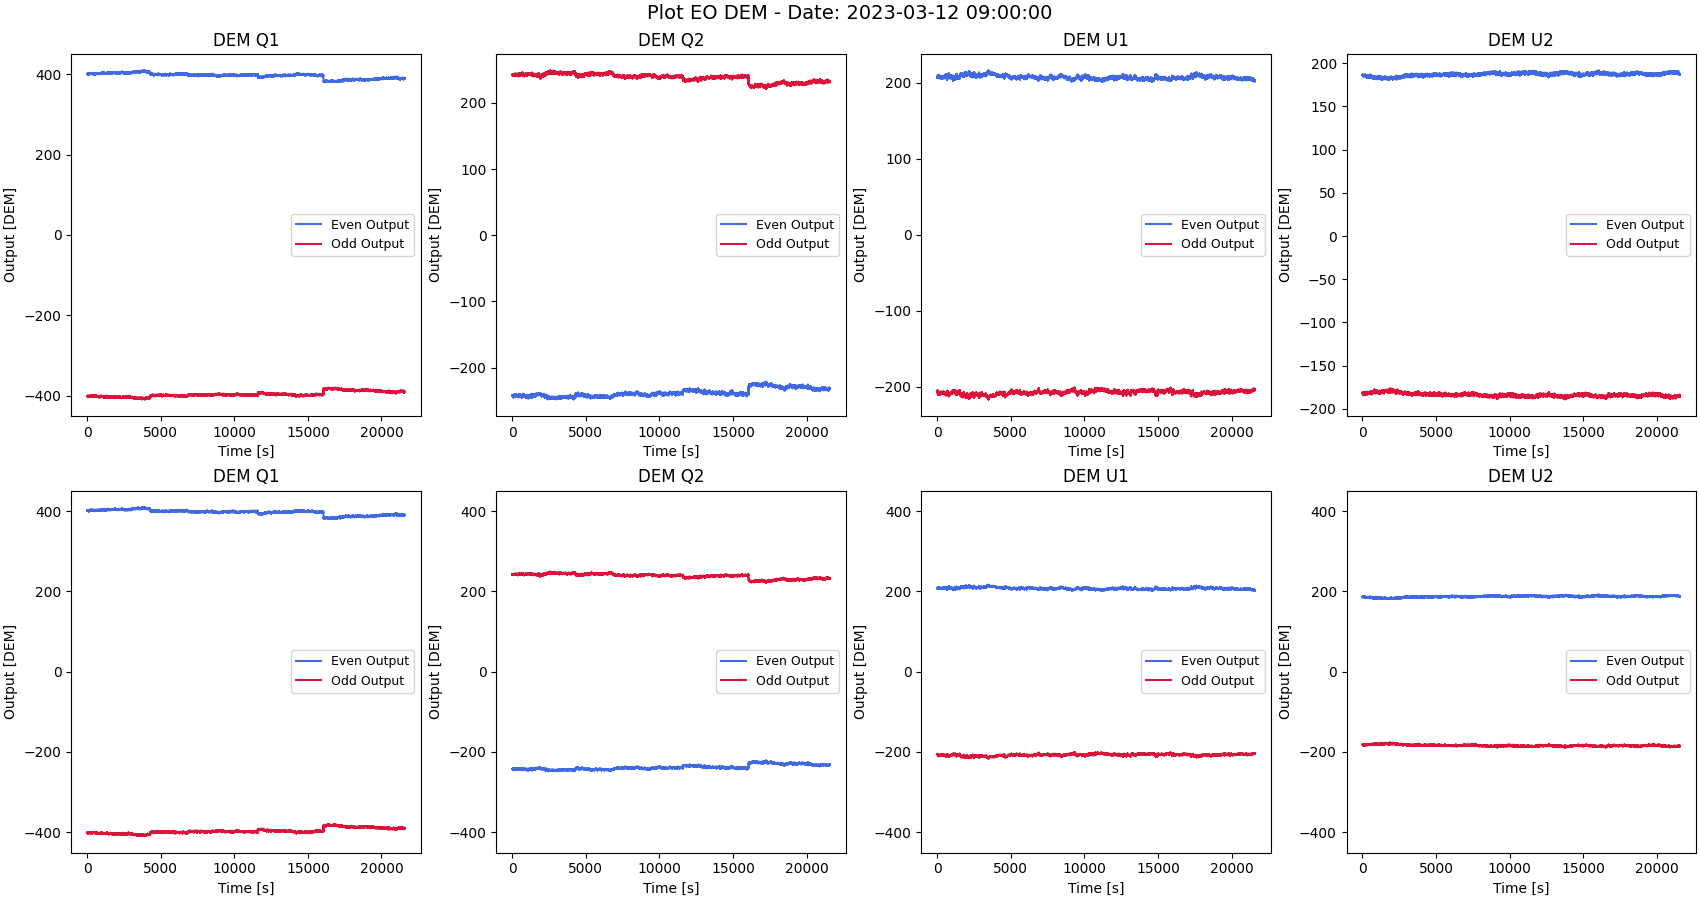 Plot EO DEM - Date: 2023-03-12 09:00:00
DEM Q1
Output [DEM]
400
200
0
−200
−400
Even Output
Odd Output
0 5000 10000 15000 20000
Time [s]
DEM Q2
Output [DEM]
200
100
0
−100
−200
Even Output
Odd Output
0 5000 10000 15000 20000
Time [s]
DEM U1
Output [DEM]
200
100
0
−100
−200
Even Output
Odd Output
0 5000 10000 15000 20000
Time [s]
DEM U2
Output [DEM]
200
150
100
50
0
−50
−100
−150
−200
Even Output
Odd Output
0 5000 10000 15000 20000
Time [s]
DEM Q1
Output [DEM]
400
200
0
−200
−400
Even Output
Odd Output
0 5000 10000 15000 20000
Time [s]
DEM Q2
Output [DEM]
400
200
0
−200
−400
Even Output
Odd Output
0 5000 10000 15000 20000
Time [s]
DEM U1
Output [DEM]
400
200
0
−200
−400
Even Output
Odd Output
0 5000 10000 15000 20000
Time [s]
DEM U2
Output [DEM]
400
200
0
−200
−400
Even Output
Odd Output
0 5000 10000 15000 20000
Time [s]